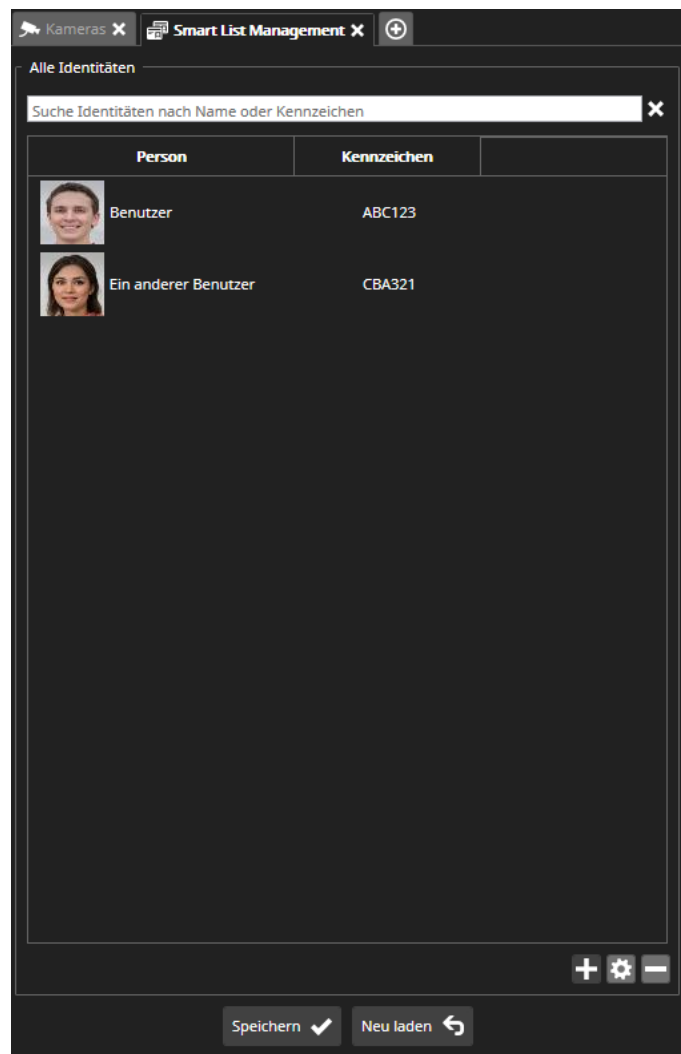 Kameras Smart List Management
Alle Identitäten
Suche Identitäten nach Name oder Kennzeichen
Person Kennzeichen
Benutzer ABC123
Ein anderer Benutzer CBA321
Speichern Neu laden